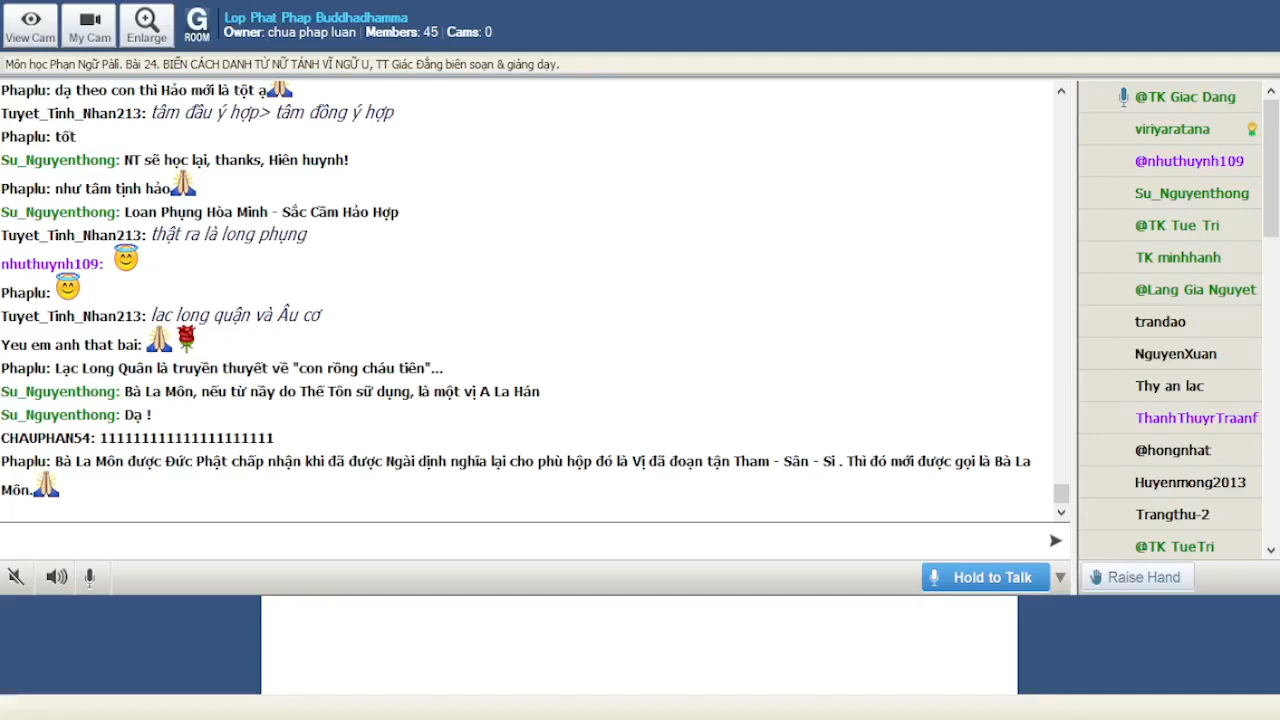 View Cam
My Cam
Enlarge
G
ROOM
Lop Phat Phap Buddhadhamma
Owner: chua phap luan | Members: 45 | Cams: 0
Môn học Phạn Ngữ Pāli. Bài 24. BIẾN CÁCH DANH TỪ NỮ TÁNH VĨ NGỮ U, TT Giác Đẳng biên soạn & giảng dạy.
Phaplu: dạ theo con thì Hảo mới là tột ạ
Tuyet_Tinh_Nhan213: tâm đầu ý hợp> tâm đồng ý hợp
Phaplu: tốt
Su_Nguyenthong: NT sẽ học lại, thanks, Hiên huynh!
Phaplu: như tâm tịnh hảo
Su_Nguyenthong: Loan Phụng Hòa Minh - Sắc Cầm Hảo Hợp
Tuyet_Tinh_Nhan213: thật ra là long phụng
nhuthuynh109:
Phaplu:
Tuyet_Tinh_Nhan213: lac long quận và Âu cơ
Yeu em anh that bai:
Phaplu: Lạc Long Quân là truyền thuyết về "con rồng cháu tiên"...
Su_Nguyenthong: Bà La Môn, nếu từ nầy do Thế Tôn sữ dụng, là một vị A La Hán
Su_Nguyenthong: Dạ !
CHAUPHAN54: 111111111111111111111
Phaplu: Bà La Môn được Đức Phật chấp nhận khi đã được Ngài dịnh nghĩa lại cho phù hộp đó là Vị đã đoạn tận Tham - Sân - Si . Thì đó mới được gọi là Bà La
Môn.
Hold to Talk
@TK Giac Dang
viriyaratana
@nhuthuynh109
Su_Nguyenthong
@TK Tue Tri
TK minhhanh
@Lang Gia Nguyet
trandao
NguyenXuan
Thy an lac
ThanhThuyrTraanf
@hongnhat
Huyenmong2013
Trangthu-2
@TK TueTri
Raise Hand